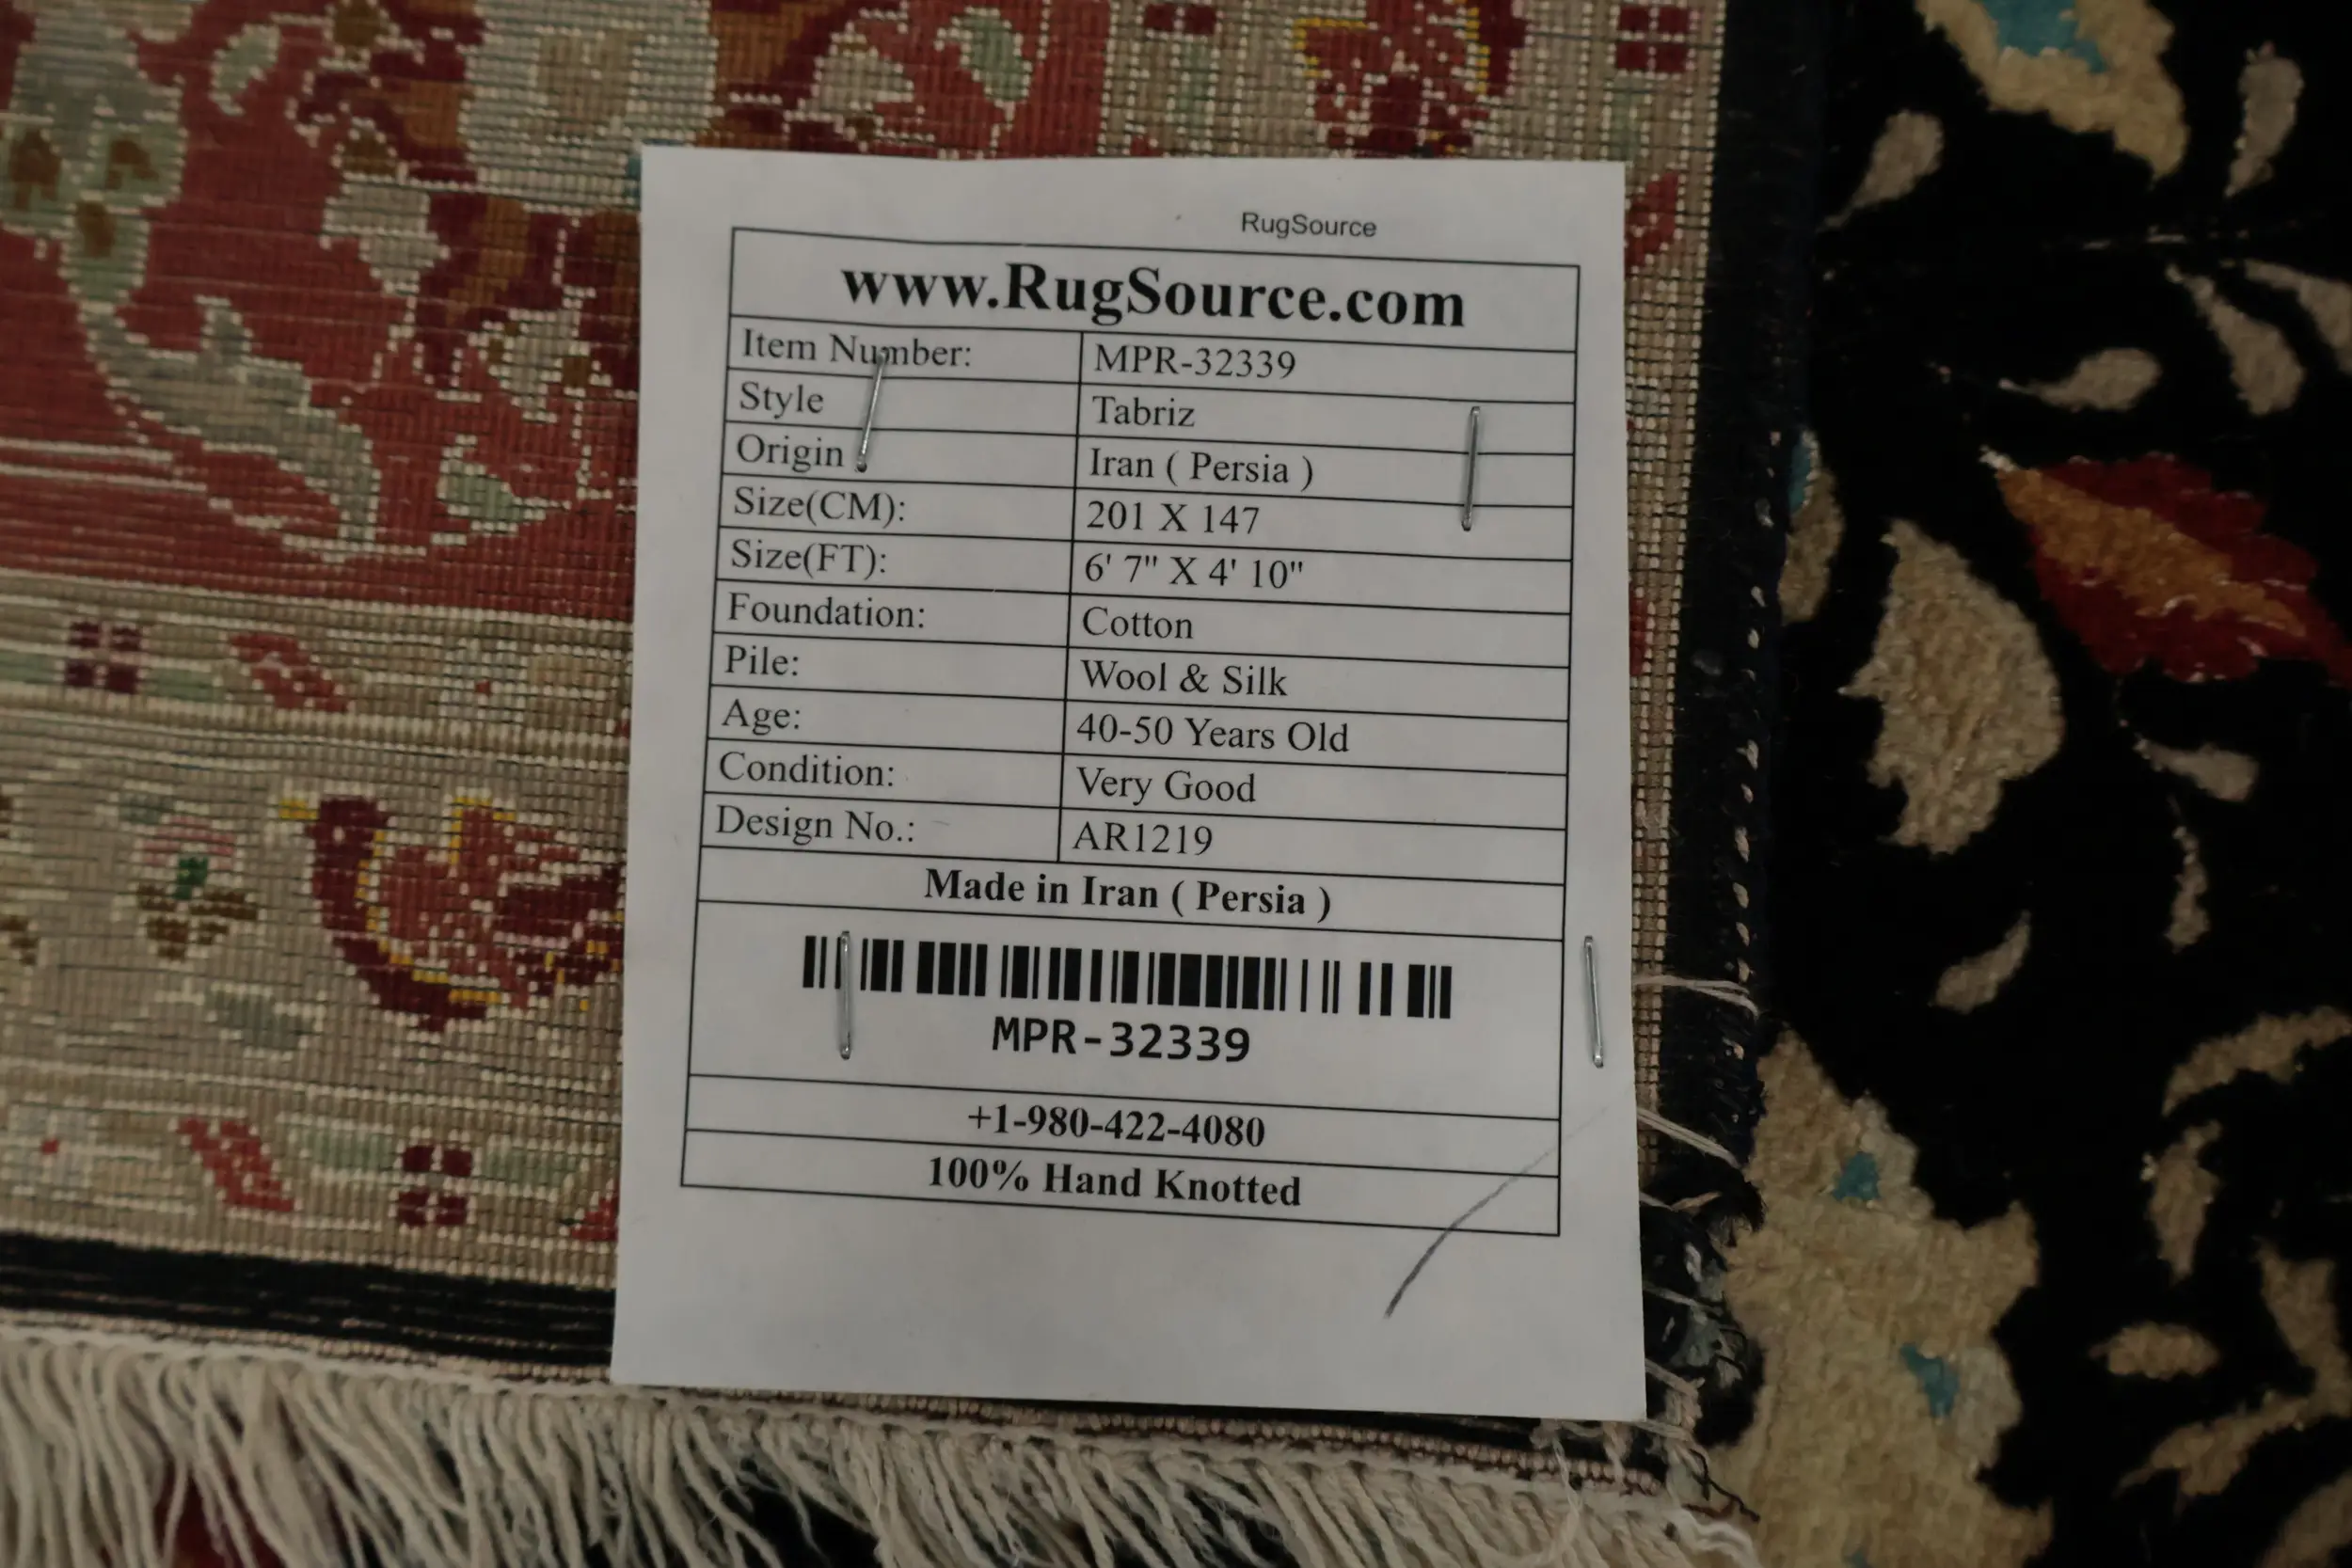 RugSource
www.RugSource.com
Item Number: MPR-32339
Style Tabriz
Origin Iran ( Persia )
Size(CM): 201 X 147
Size(FT): 6' 7" X 4' 10"
Foundation: Cotton
Pile: Wool & Silk
Age: 40-50 Years Old
Condition: Very Good
Design No.: AR1219
Made in Iran ( Persia )
MPR-32339
+1-980-422-4080
100% Hand Knotted